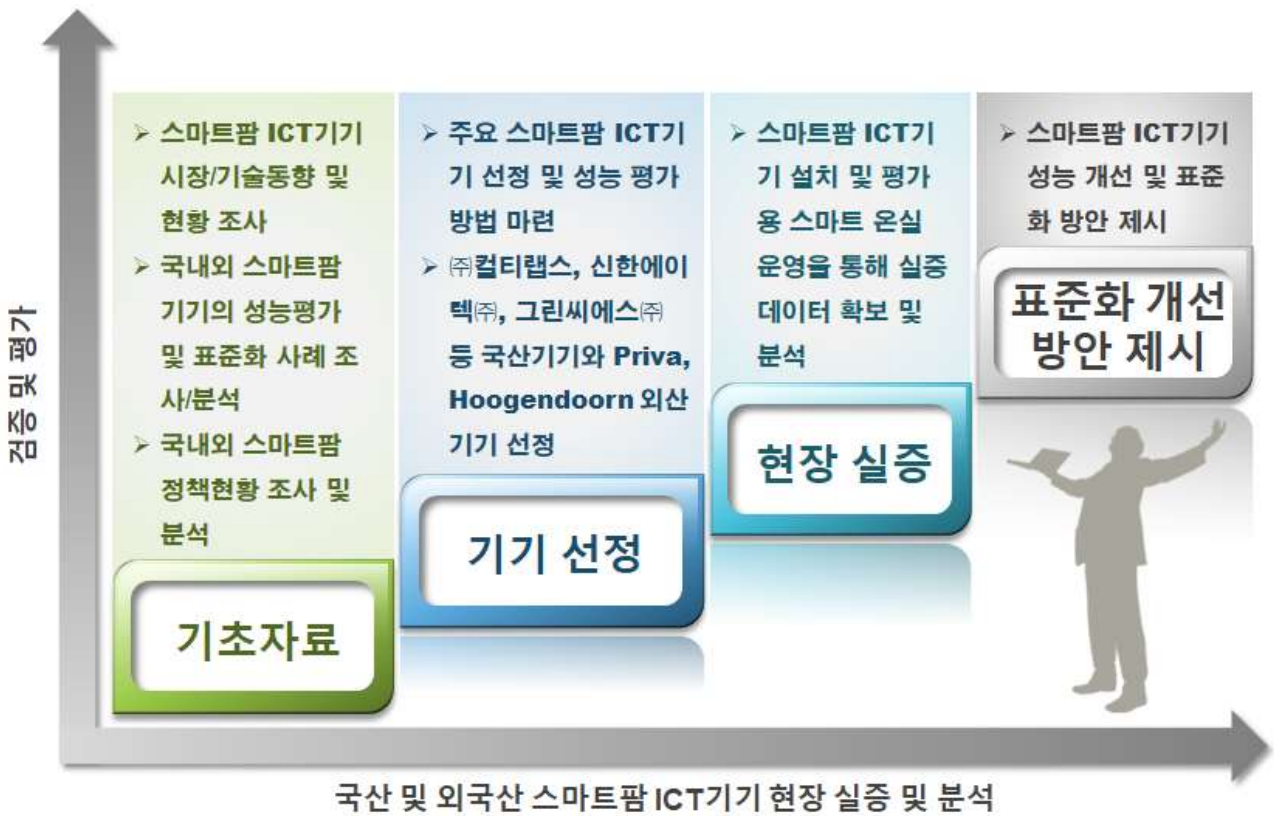 ➢ 스마트팜 ICT기기
시장/기술동향 및
현황 조사
➢ 국내외 스마트팜
기기의 성능평가
및 표준화 사례 조
사/분석
➢ 국내외 스마트팜
정책현황 조사 및
분석
기초자료
➢ 주요 스마트팜 ICT기
기 선정 및 성능 평가
방법 마련
➢ ㈜컬티랩스, 신한에이
텍㈜, 그린씨에스㈜
등 국산기기와 Priva,
Hoogendoorn 외산
기기 선정
기기 선정
➢ 스마트팜 ICT기
기 설치 및 평가
용 스마트 온실
운영을 통해 실증
데이터 확보 및
분석
현장 실증
➢ 스마트팜 ICT기기
성능 개선 및 표준
화 방안 제시
표준화 개선
방안 제시
검증 및 평가
국산 및 외국산 스마트팜 ICT기기 현장 실증 및 분석